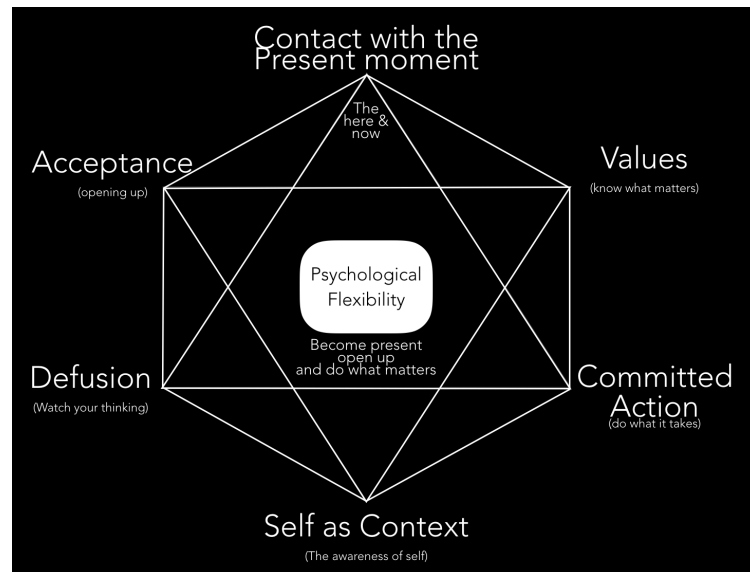 Contact with the
Present moment
The
here &
now
Acceptance
(opening up)
Values
(know what matters)
Psychological
Flexibility
Become present
open up
and do what matters
Defusion
(Watch your thinking)
Committed
Action
(do what it takes)
Self as Context
(The awareness of self)